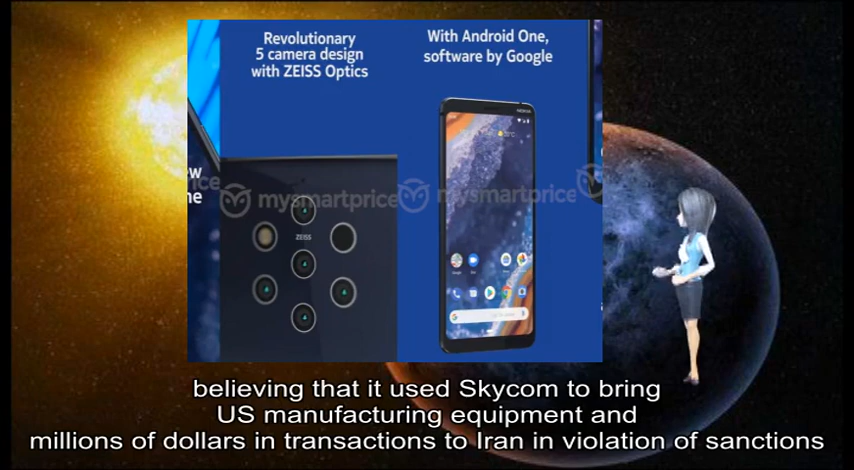 Revolutionary
5 camera design
with ZEISS Optics
With Android One,
software by Google
NOKIA
mysmartprice
mysmartprice
ZEISS
believing that it used Skycom to bring
US manufacturing equipment and
millions of dollars in transactions to Iran in violation of sanctions